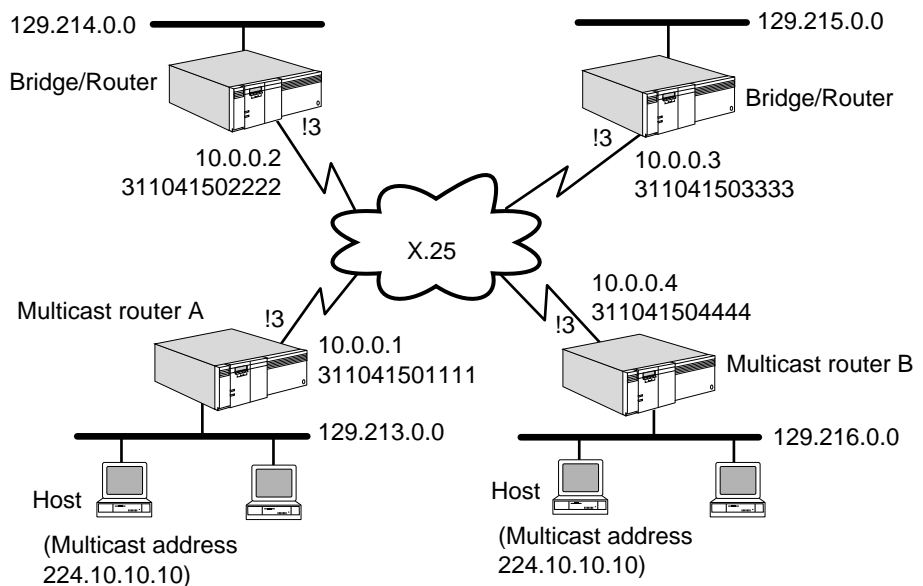 129.214.0.0
129.215.0.0
Bridge/Router
Bridge/Router
!3
!3
10.0.0.2
311041502222
10.0.0.3
311041503333
X.25
10.0.0.4
311041504444
Multicast router A
!3
!3
10.0.0.1
311041501111
Multicast router B
129.213.0.0
129.216.0.0
Host
Host
(Multicast address
224.10.10.10)
(Multicast address
224.10.10.10)